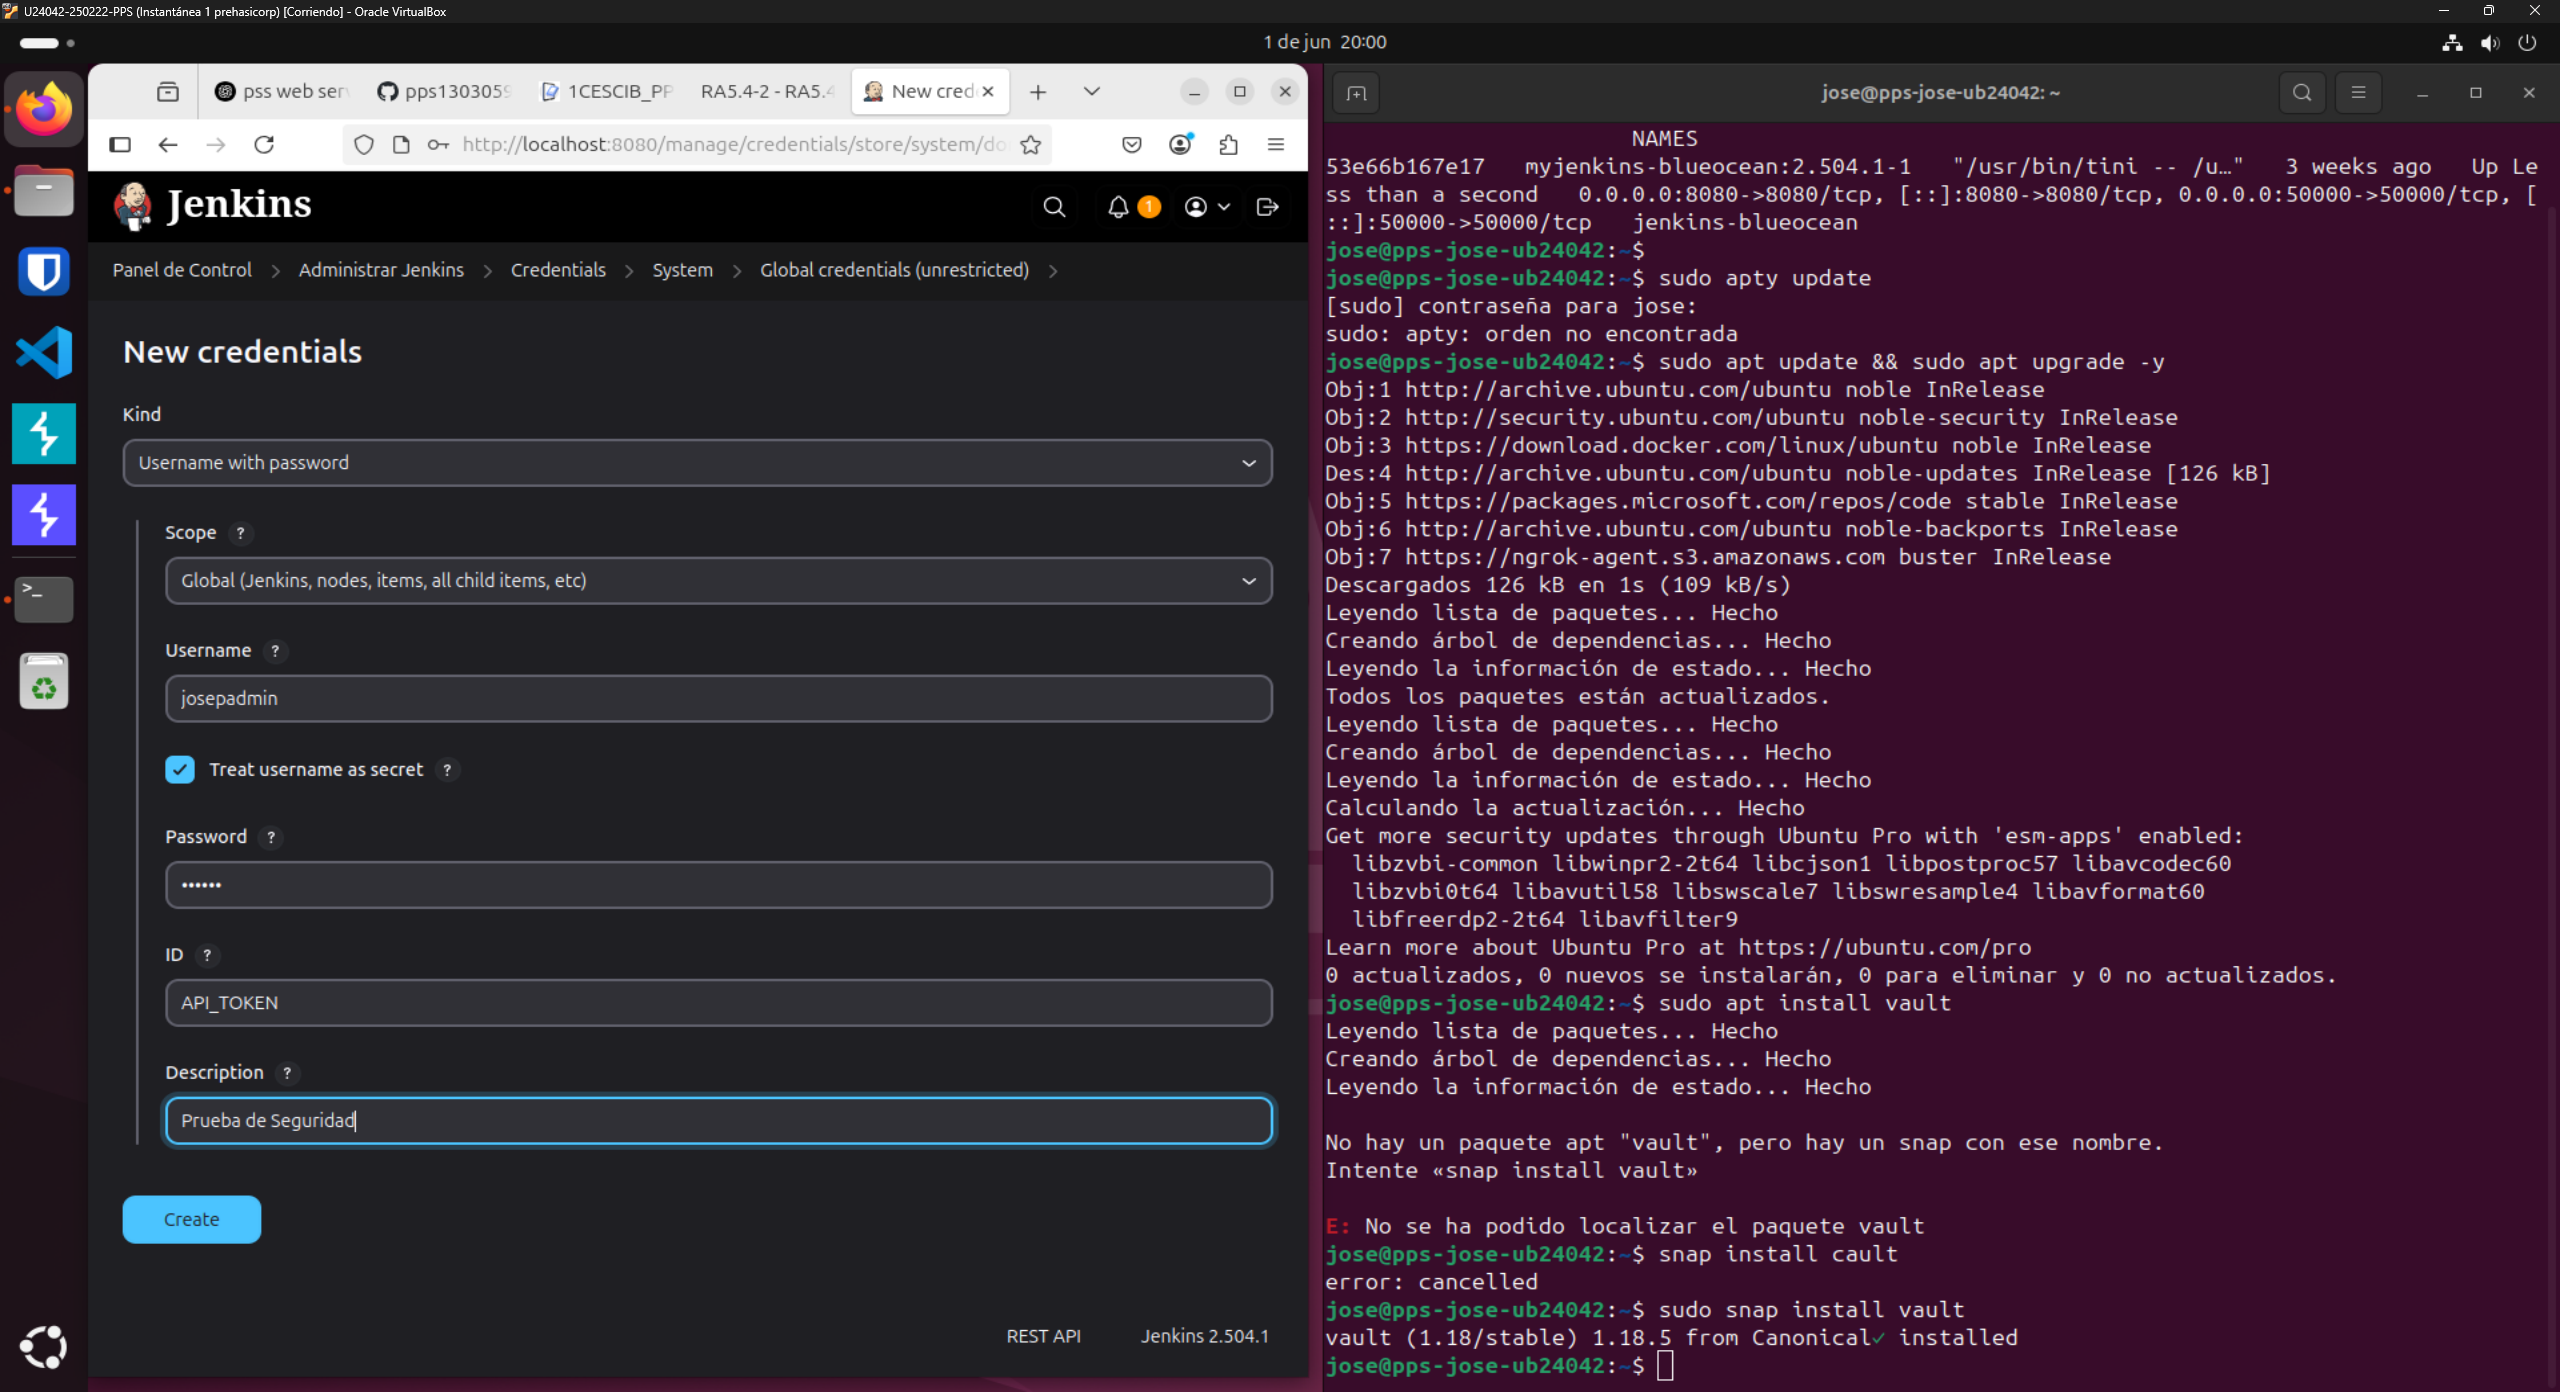 U24042-250222-PPS (Instantánea 1 prehasicorp) [Corriendo] - Oracle VirtualBox
1 de jun 20:00
pss web ser
pps1303059
1CESCIB_PP
RA5.4-2 - RA5.4
New cred
http://localhost:8080/manage/credentials/store/system/do
Jenkins
1
Panel de Control > Administrar Jenkins > Credentials > System > Global credentials (unrestricted) >
New credentials
Kind
Username with password
Scope ?
Global (Jenkins, nodes, items, all child items, etc)
Username ?
josepadmin
Treat username as secret ?
Password ?
••••••
ID ?
API_TOKEN
Description ?
Prueba de Seguridad
Create
REST API
Jenkins 2.504.1
jose@pps-jose-ub24042: ~
NAMES
53e66b167e17   myjenkins-blueocean:2.504.1-1   "/usr/bin/tini -- /u…"   3 weeks ago   Up Le
ss than a second   0.0.0.0:8080->8080/tcp, [::]:8080->8080/tcp, 0.0.0.0:50000->50000/tcp, [
::]:50000->50000/tcp   jenkins-blueocean
jose@pps-jose-ub24042:~$
jose@pps-jose-ub24042:~$ sudo apty update
[sudo] contraseña para jose:
sudo: apty: orden no encontrada
jose@pps-jose-ub24042:~$ sudo apt update && sudo apt upgrade -y
Obj:1 http://archive.ubuntu.com/ubuntu noble InRelease
Obj:2 http://security.ubuntu.com/ubuntu noble-security InRelease
Obj:3 https://download.docker.com/linux/ubuntu noble InRelease
Des:4 http://archive.ubuntu.com/ubuntu noble-updates InRelease [126 kB]
Obj:5 https://packages.microsoft.com/repos/code stable InRelease
Obj:6 http://archive.ubuntu.com/ubuntu noble-backports InRelease
Obj:7 https://ngrok-agent.s3.amazonaws.com buster InRelease
Descargados 126 kB en 1s (109 kB/s)
Leyendo lista de paquetes... Hecho
Creando árbol de dependencias... Hecho
Leyendo la información de estado... Hecho
Todos los paquetes están actualizados.
Leyendo lista de paquetes... Hecho
Creando árbol de dependencias... Hecho
Leyendo la información de estado... Hecho
Calculando la actualización... Hecho
Get more security updates through Ubuntu Pro with 'esm-apps' enabled:
  libzvbi-common libwinpr2-2t64 libcjson1 libpostproc57 libavcodec60
  libzvbi0t64 libavutil58 libswscale7 libswresample4 libavformat60
  libfreerdp2-2t64 libavfilter9
Learn more about Ubuntu Pro at https://ubuntu.com/pro
0 actualizados, 0 nuevos se instalarán, 0 para eliminar y 0 no actualizados.
jose@pps-jose-ub24042:~$ sudo apt install vault
Leyendo lista de paquetes... Hecho
Creando árbol de dependencias... Hecho
Leyendo la información de estado... Hecho
No hay un paquete apt "vault", pero hay un snap con ese nombre.
Intente «snap install vault»
E: No se ha podido localizar el paquete vault
jose@pps-jose-ub24042:~$ snap install cault
error: cancelled
jose@pps-jose-ub24042:~$ sudo snap install vault
vault (1.18/stable) 1.18.5 from Canonical✓ installed
jose@pps-jose-ub24042:~$